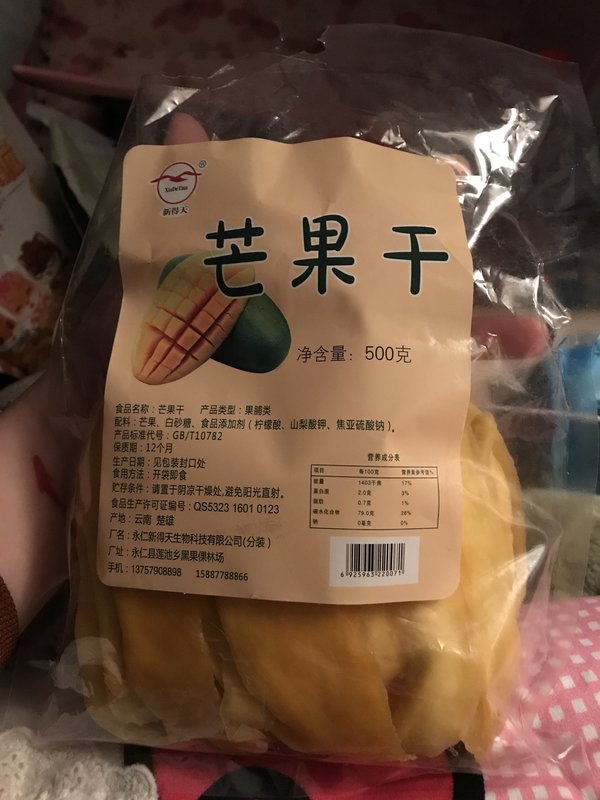 ®
XinDeTian
新得天
芒果干
净含量：500克
食品名称：芒果干 产品类型：果脯类
配料：芒果、白砂糖、食品添加剂（柠檬酸、山梨酸钾、焦亚硫酸钠）。
产品标准代号：GB/T10782
保质期：12个月
生产日期：见包装封口处
食用方法：开袋即食
贮存条件：请置于阴凉干燥处,避免阳光直射。
食品生产许可证编号：QS5323 1601 0123
产地：云南 楚雄
厂名：永仁新得天生物科技有限公司(分装)
厂址：永仁县莲池乡黑果倮林场
手机：13757908898 15887788866
营养成分表
项目 每100克 营养素参考值%
能量 1403千焦 17%
蛋白质 2.0克 3%
脂肪 0.7克 1%
碳水化合物 79.0克 26%
钠 0毫克 0%
6 925963 220071